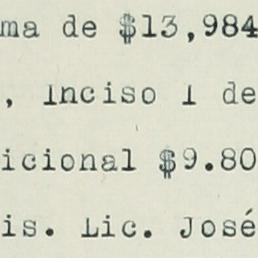 ma de $13,984
, Inciso 1 de
icional $9.80
is. Lic. José